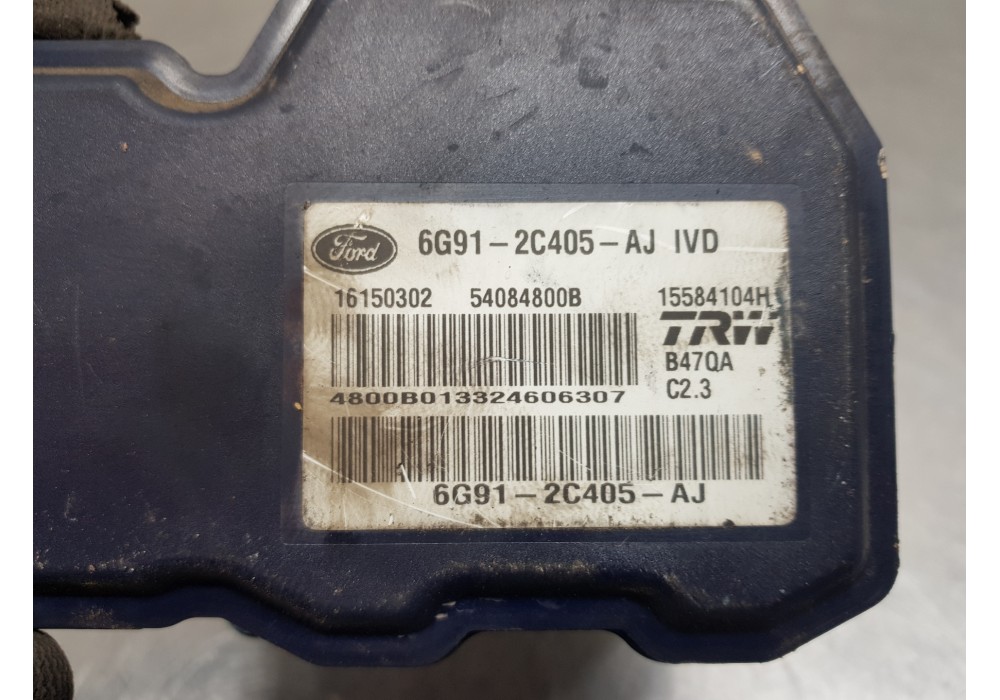 Ford 6G91-2C405-AJ IVD
16150302 54084800B 15584104H
TRW
B47QA
C2.3
4800B013324606307
6G91-2C405-AJ